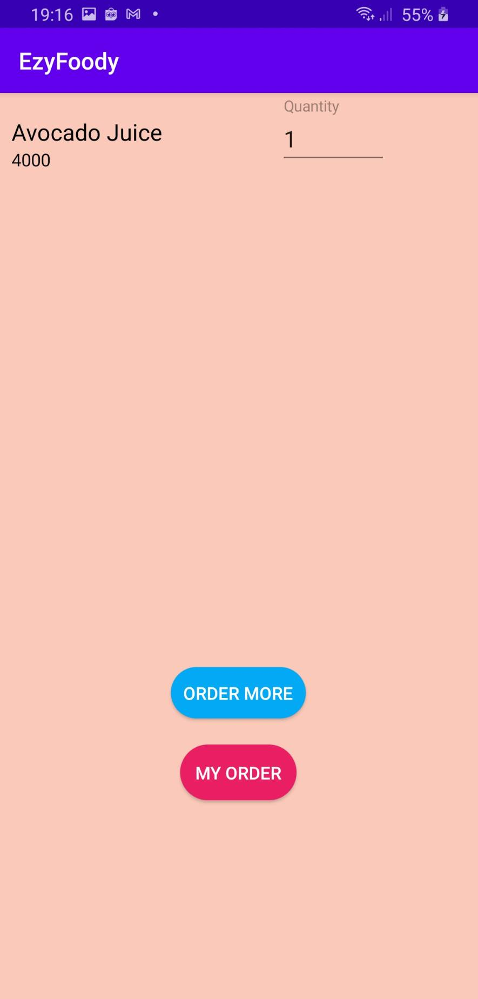 19:16
55%
EzyFoody
Quantity
Avocado Juice
1
4000
ORDER MORE
MY ORDER